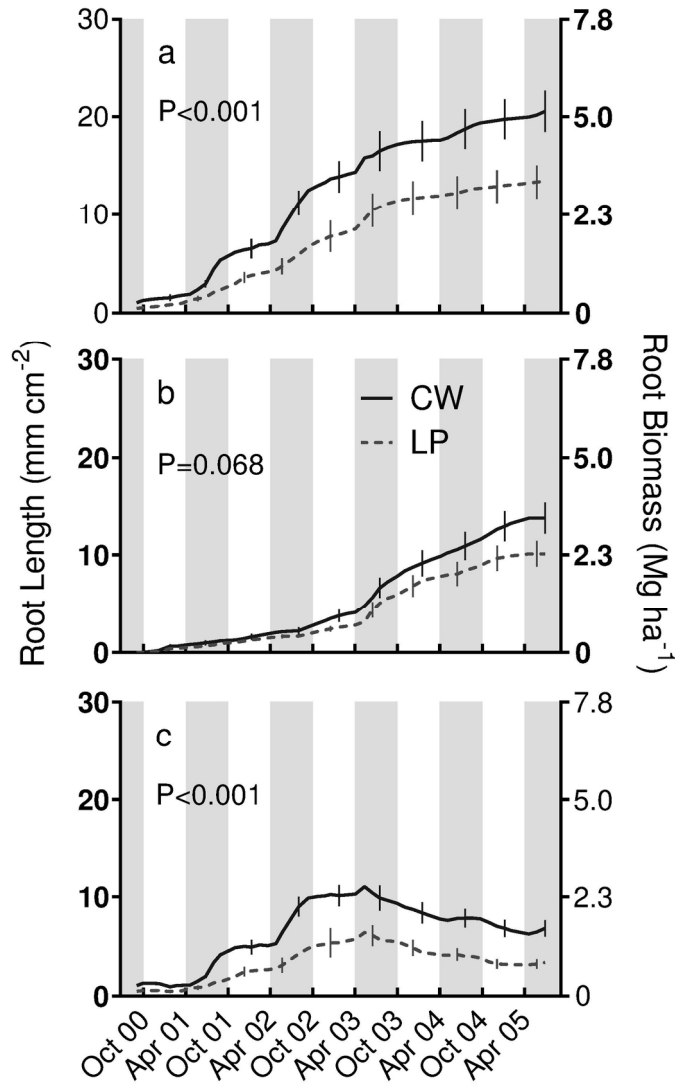 30
20
10
0
a
P<0.001
7.8
5.0
2.3
0
Root Length (mm cm⁻²)
30
20
10
0
b
P=0.068
CW
LP
7.8
5.0
2.3
0
Root Biomass (Mg ha⁻¹)
30
20
10
0
c
P<0.001
7.8
5.0
2.3
0
Oct 00
Apr 01
Oct 01
Apr 02
Oct 02
Apr 03
Oct 03
Apr 04
Oct 04
Apr 05